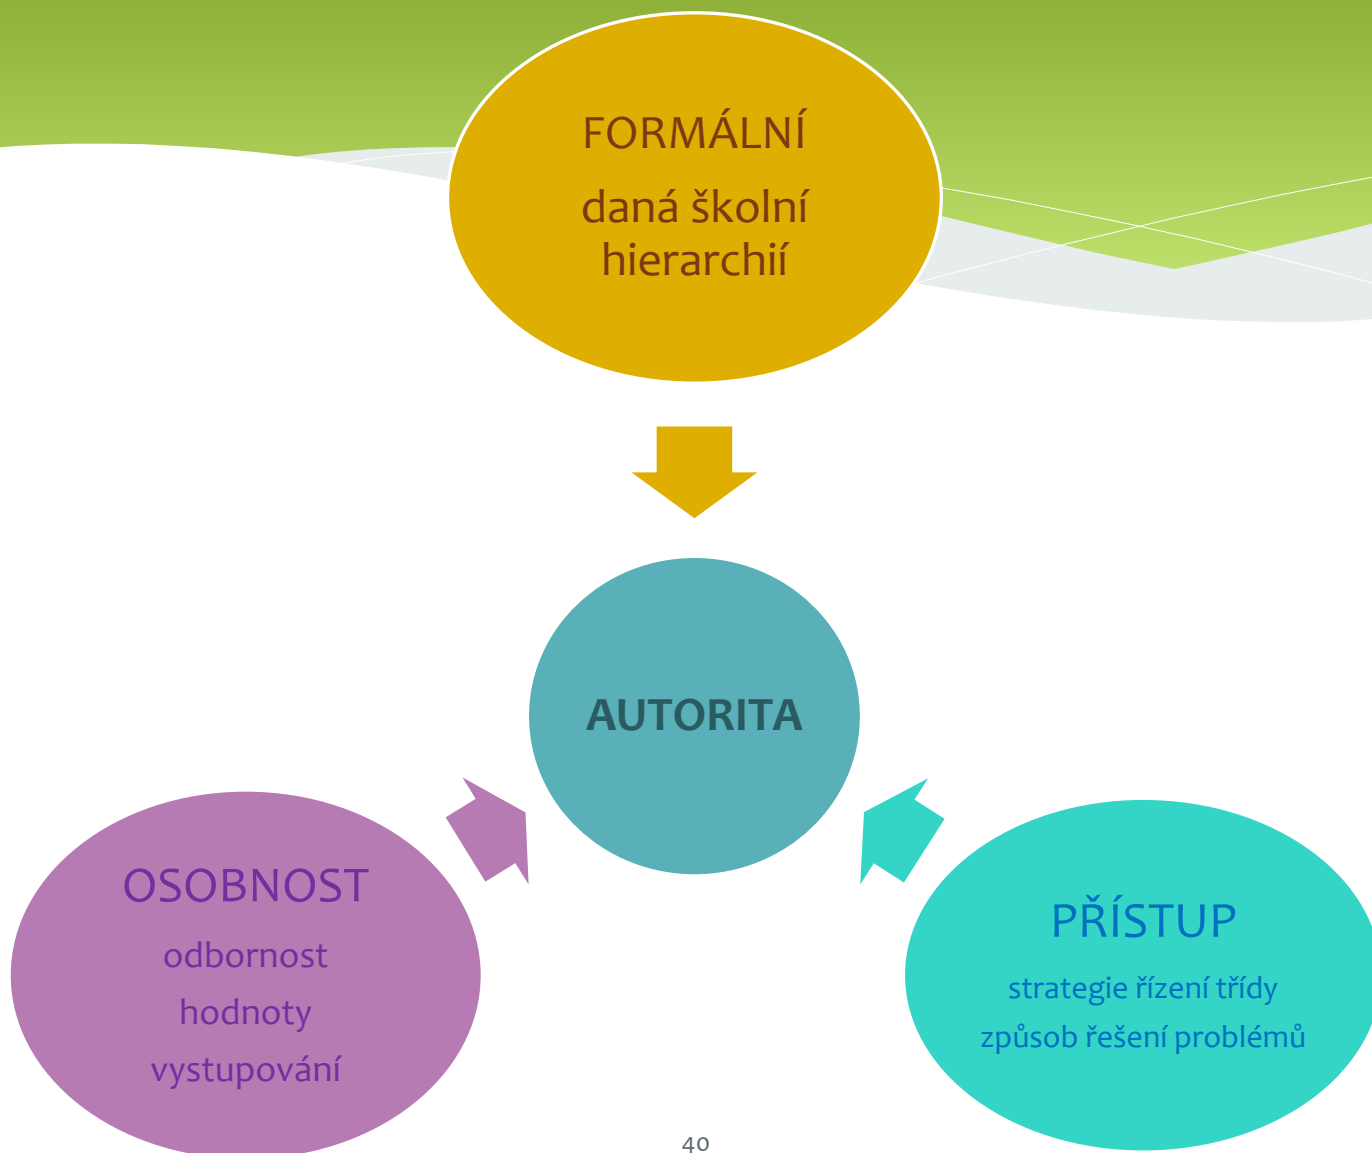 FORMÁLNÍ
daná školní
hierarchií
AUTORITA
OSOBNOST
odbornost
hodnoty
vystupování
PŘÍSTUP
strategie řízení třídy
způsob řešení problémů
40